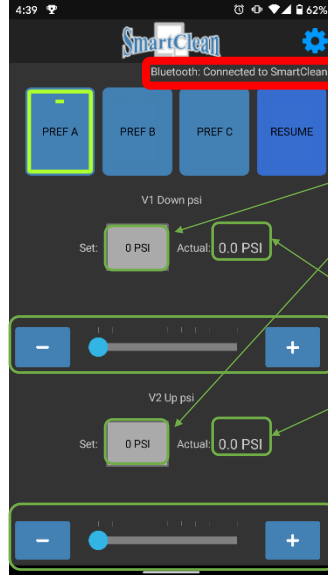 4:39 62%
SmartClean
Bluetooth: Connected to SmartClean
PREF A PREF B PREF C RESUME
V1 Down psi
Set: 0 PSI Actual: 0.0 PSI
- +
V2 Up psi
Set: 0 PSI Actual: 0.0 PSI
- +